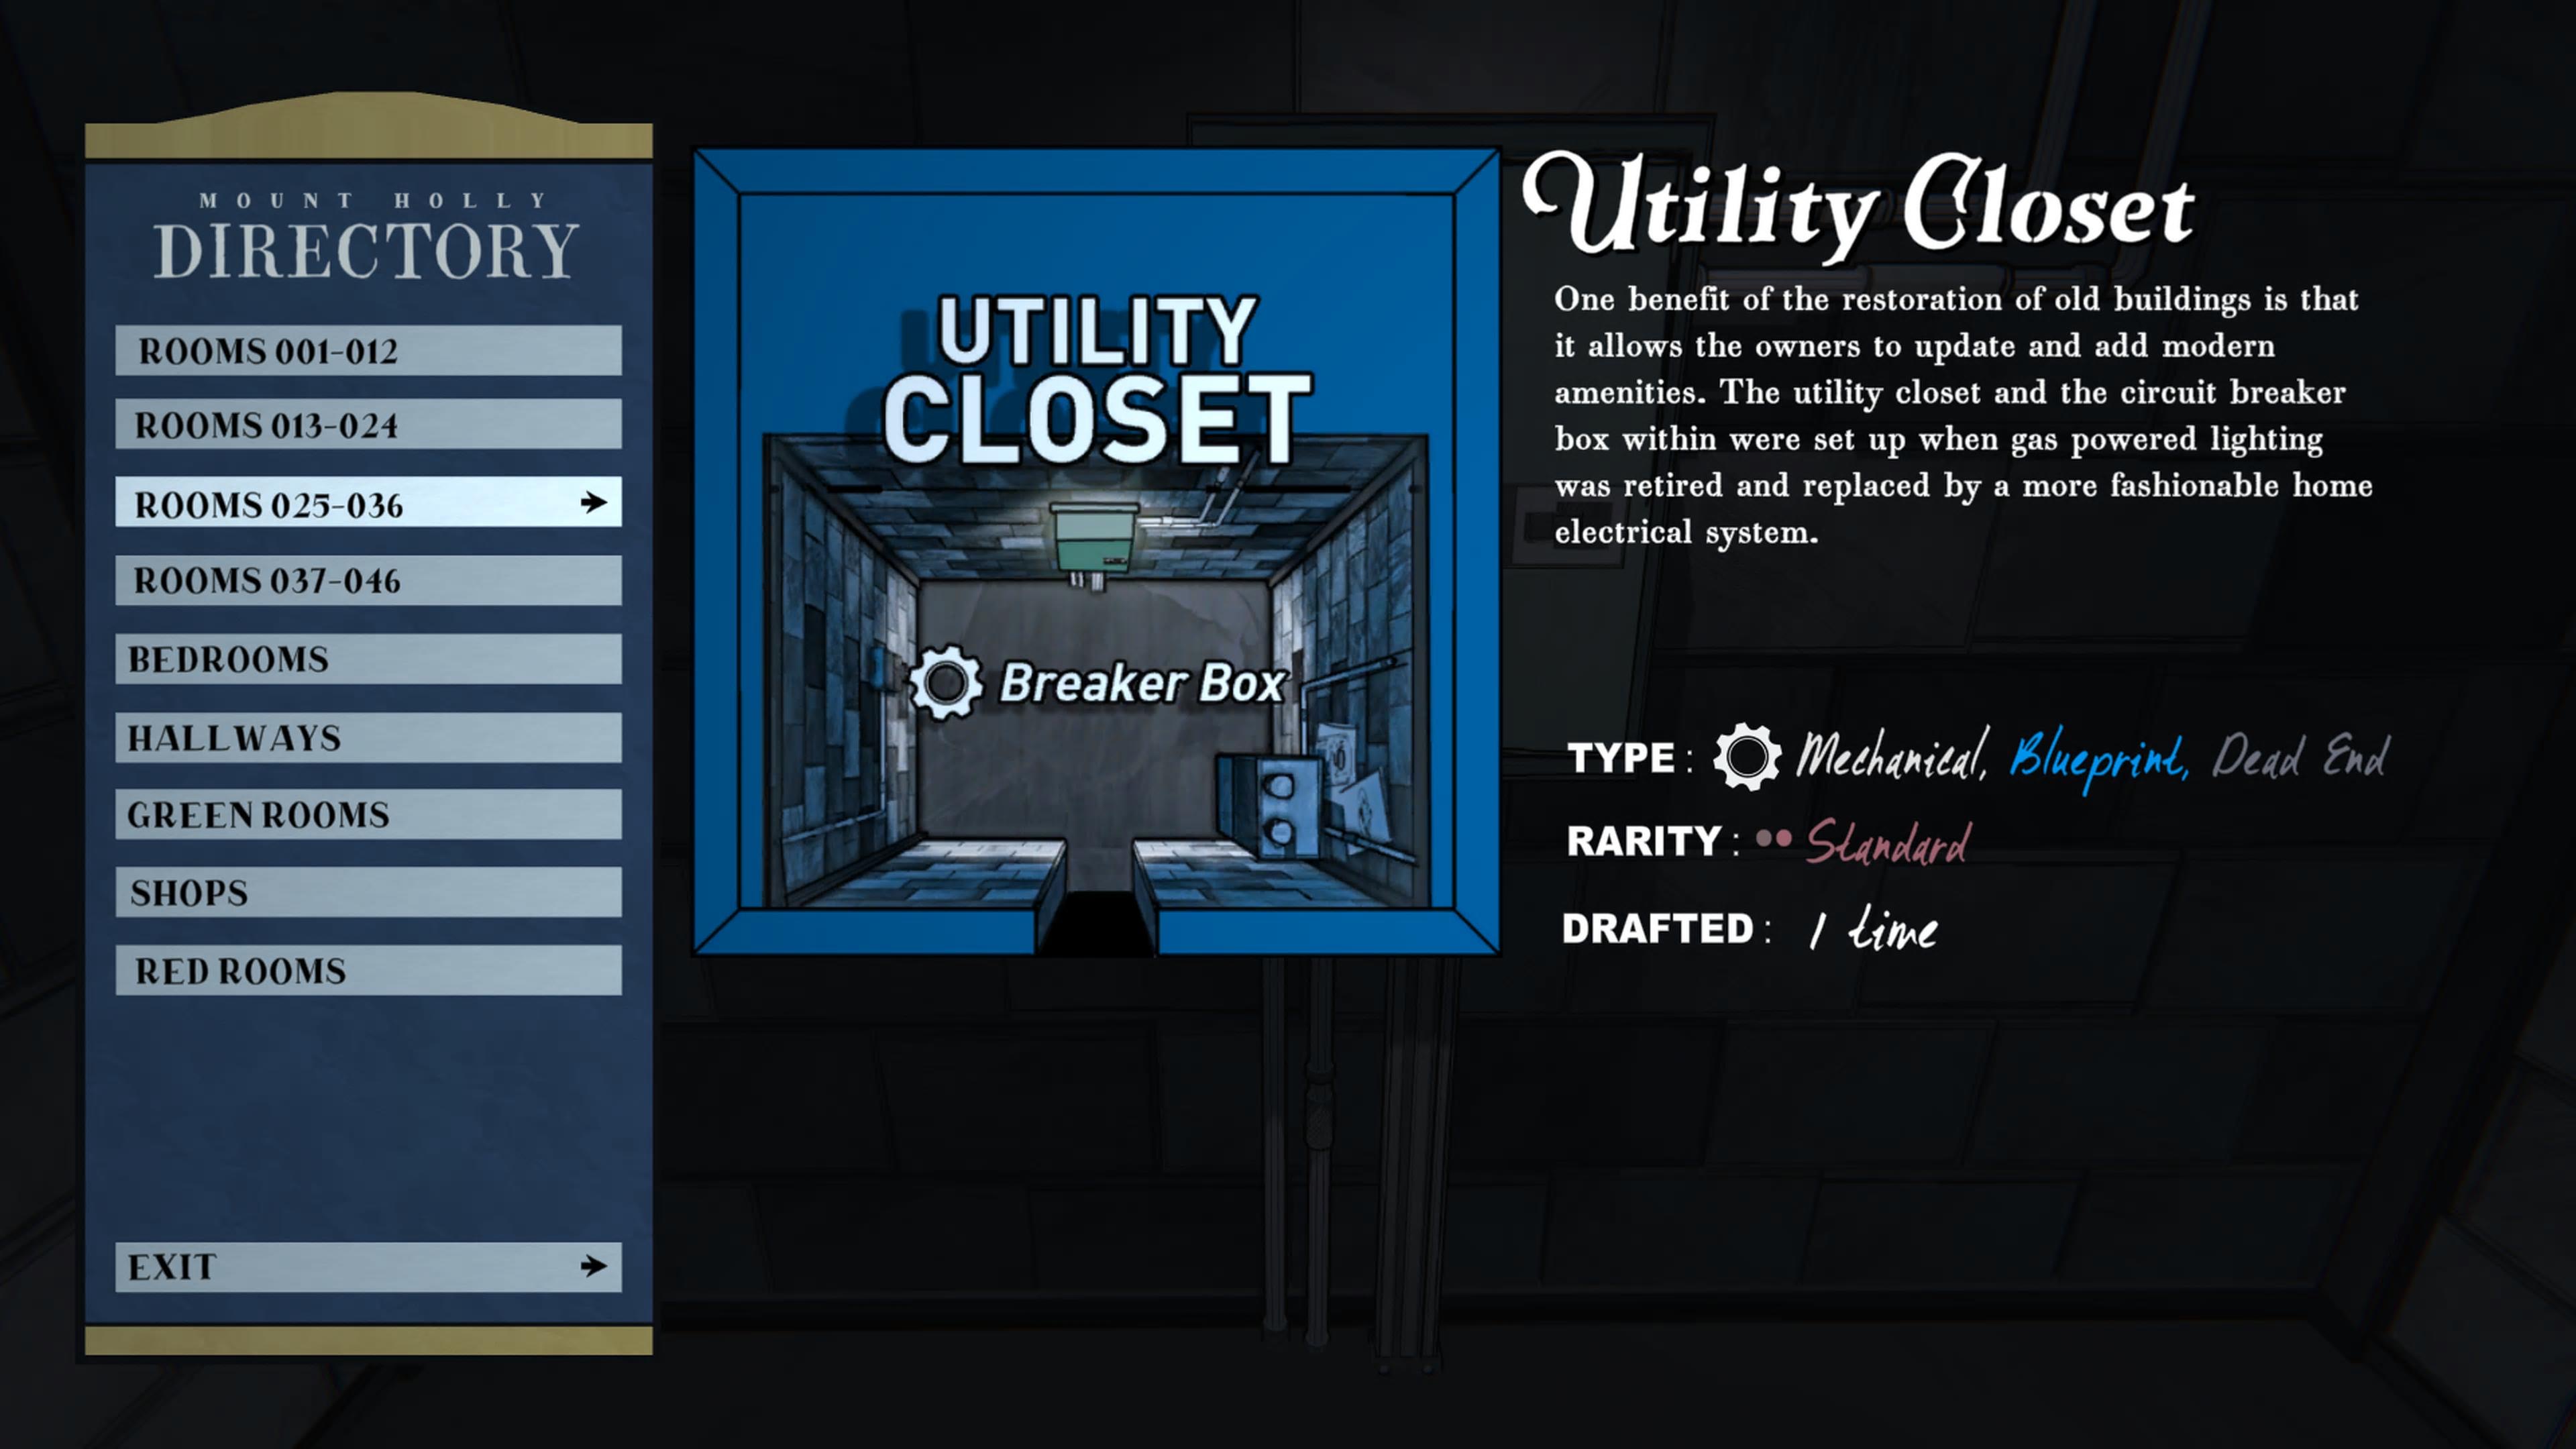 MOUNT HOLLY
DIRECTORY
ROOMS 001-012
ROOMS 013-024
ROOMS 025-036
ROOMS 037-046
BEDROOMS
HALLWAYS
GREEN ROOMS
SHOPS
RED ROOMS
EXIT
UTILITY
CLOSET
Breaker Box
Utility Closet
One benefit of the restoration of old buildings is that
it allows the owners to update and add modern
amenities. The utility closet and the circuit breaker
box within were set up when gas powered lighting
was retired and replaced by a more fashionable home
electrical system.
TYPE : Mechanical, Blueprint, Dead End
RARITY : Standard
DRAFTED : 1 time